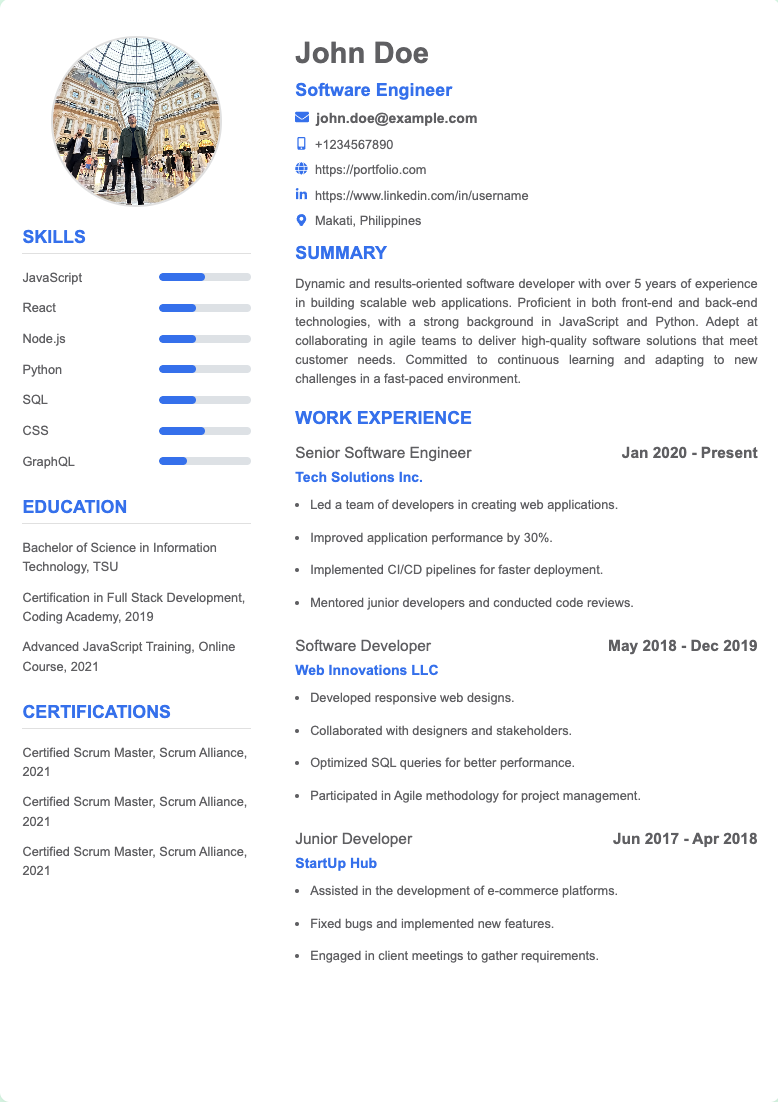 John Doe
Software Engineer
john.doe@example.com
+1234567890
https://portfolio.com
https://www.linkedin.com/in/username
Makati, Philippines
SKILLS
JavaScript
React
Node.js
Python
SQL
CSS
GraphQL
EDUCATION
Bachelor of Science in Information
Technology, TSU
Certification in Full Stack Development,
Coding Academy, 2019
Advanced JavaScript Training, Online
Course, 2021
CERTIFICATIONS
Certified Scrum Master, Scrum Alliance,
2021
Certified Scrum Master, Scrum Alliance,
2021
Certified Scrum Master, Scrum Alliance,
2021
SUMMARY
Dynamic and results-oriented software developer with over 5 years of experience
in building scalable web applications. Proficient in both front-end and back-end
technologies, with a strong background in JavaScript and Python. Adept at
collaborating in agile teams to deliver high-quality software solutions that meet
customer needs. Committed to continuous learning and adapting to new
challenges in a fast-paced environment.
WORK EXPERIENCE
Senior Software Engineer Jan 2020 - Present
Tech Solutions Inc.
• Led a team of developers in creating web applications.
• Improved application performance by 30%.
• Implemented CI/CD pipelines for faster deployment.
• Mentored junior developers and conducted code reviews.
Software Developer May 2018 - Dec 2019
Web Innovations LLC
• Developed responsive web designs.
• Collaborated with designers and stakeholders.
• Optimized SQL queries for better performance.
• Participated in Agile methodology for project management.
Junior Developer Jun 2017 - Apr 2018
StartUp Hub
• Assisted in the development of e-commerce platforms.
• Fixed bugs and implemented new features.
• Engaged in client meetings to gather requirements.